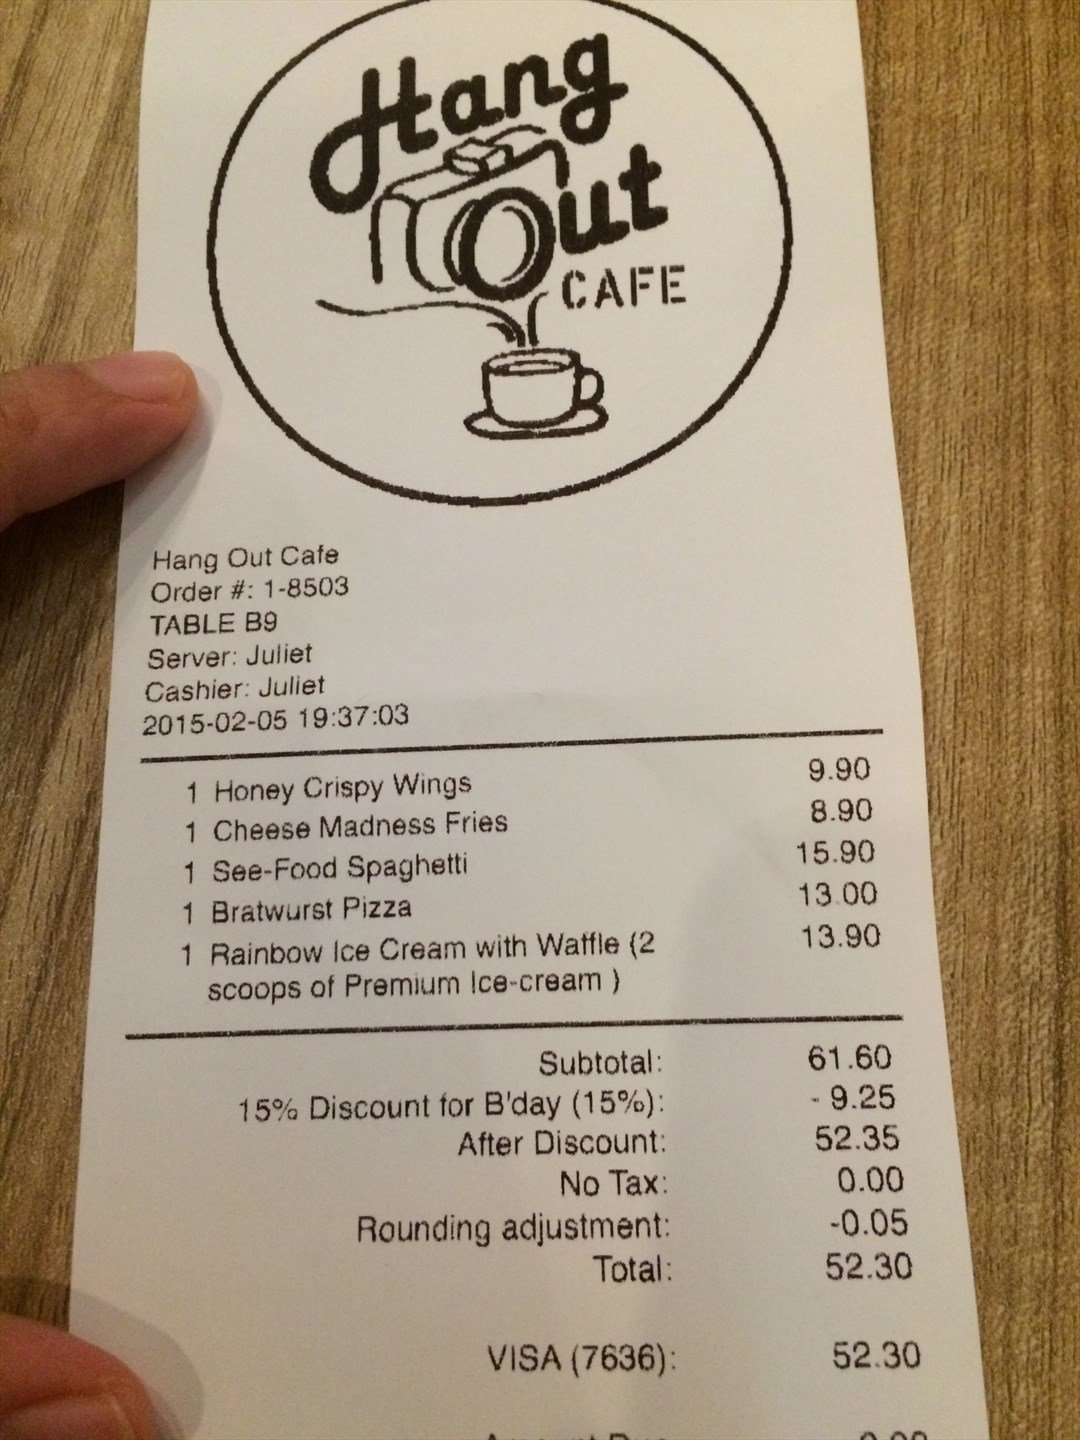 Hang
Out
CAFE
Hang Out Cafe
Order #: 1-8503
TABLE B9
Server: Juliet
Cashier: Juliet
2015-02-05 19:37:03
1 Honey Crispy Wings 9.90
1 Cheese Madness Fries 8.90
1 See-Food Spaghetti 15.90
1 Bratwurst Pizza 13.00
1 Rainbow Ice Cream with Waffle (2 13.90
scoops of Premium Ice-cream )
Subtotal: 61.60
15% Discount for B'day (15%): - 9.25
After Discount: 52.35
No Tax: 0.00
Rounding adjustment: -0.05
Total: 52.30
VISA (7636): 52.30